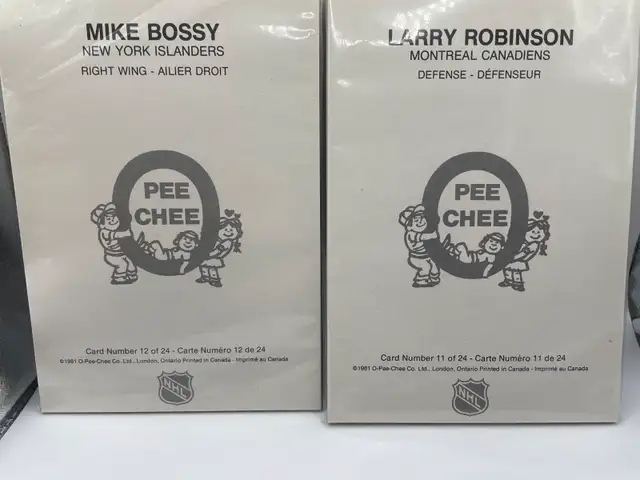 MIKE BOSSY
NEW YORK ISLANDERS
RIGHT WING - AILIER DROIT
PEE
CHEE
Card Number 12 of 24 - Carte Numéro 12 de 24
©1981 O-Pee-Chee Co. Ltd., London, Ontario Printed in Canada - Imprimé au Canada
NHL
LARRY ROBINSON
MONTREAL CANADIENS
DEFENSE - DÉFENSEUR
PEE
CHEE
Card Number 11 of 24 - Carte Numéro 11 de 24
©1981 O-Pee-Chee Co. Ltd., London, Ontario Printed in Canada - Imprimé au Canada
NHL